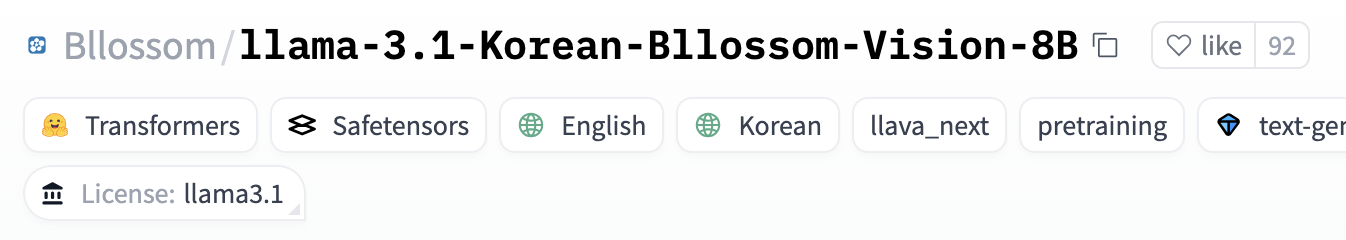 Bllossom/llama-3.1-Korean-Bllossom-Vision-8B like 92
Transformers Safetensors English Korean llava_next pretraining text-ger
License: llama3.1